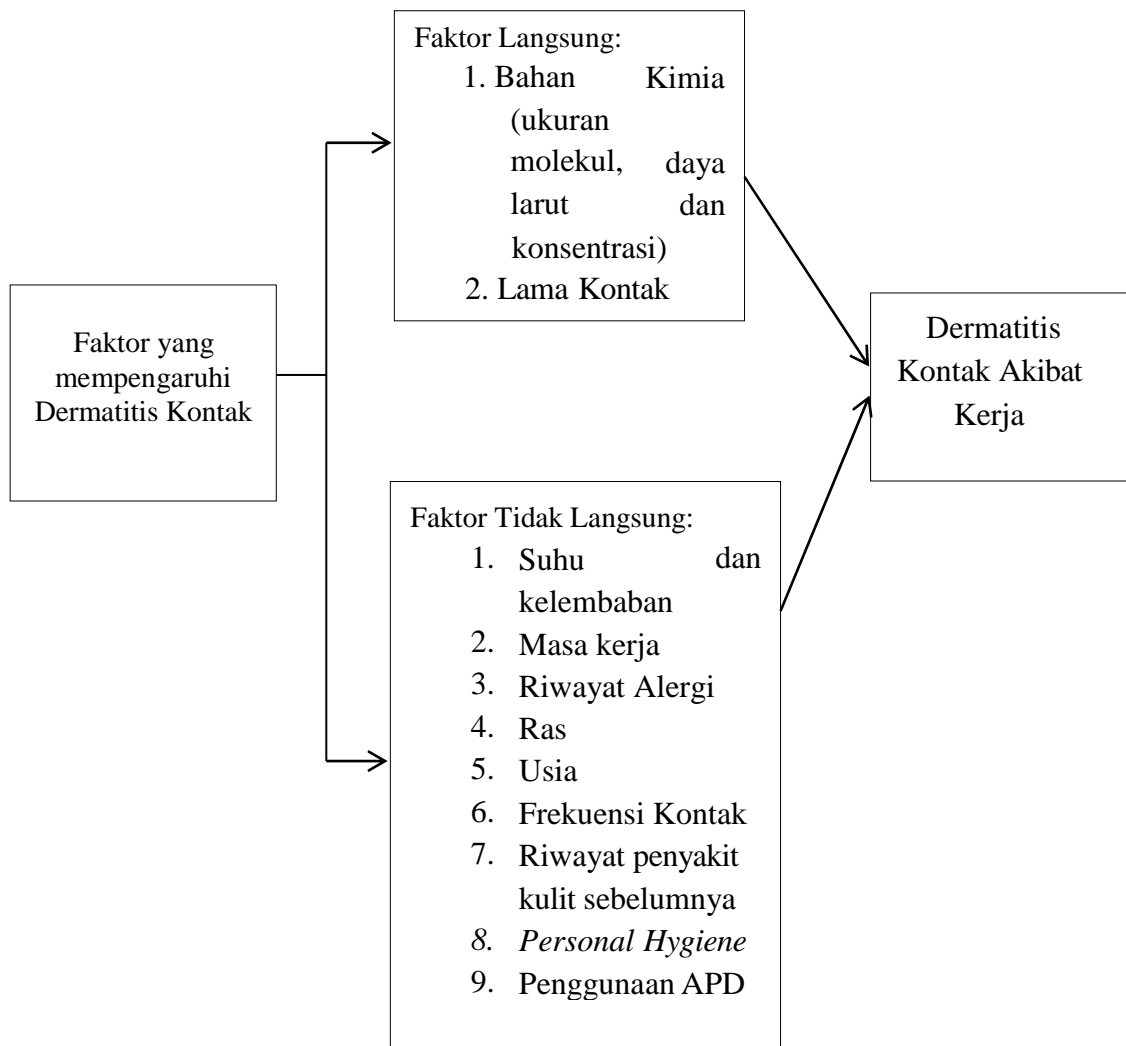 Faktor Langsung:
1. Bahan Kimia
(ukuran
molekul, daya
larut dan
konsentrasi)
2. Lama Kontak
Faktor yang
mempengaruhi
Dermatitis Kontak
Dermatitis
Kontak Akibat
Kerja
Faktor Tidak Langsung:
1. Suhu dan
kelembaban
2. Masa kerja
3. Riwayat Alergi
4. Ras
5. Usia
6. Frekuensi Kontak
7. Riwayat penyakit
kulit sebelumnya
8. Personal Hygiene
9. Penggunaan APD